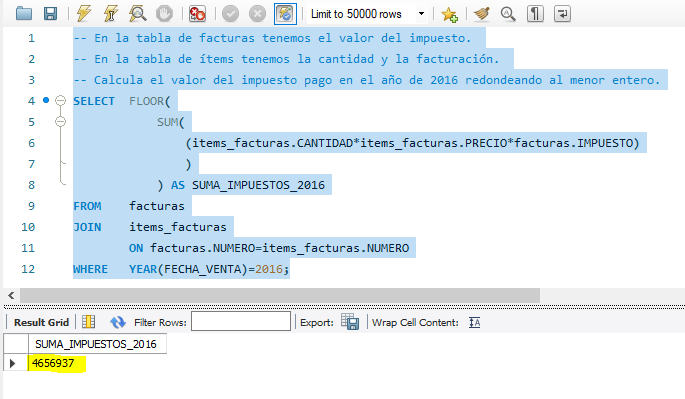 Limit to 50000 rows
1 -- En la tabla de facturas tenemos el valor del impuesto.
2 -- En la tabla de ítems tenemos la cantidad y la facturación.
3 -- Calcula el valor del impuesto pago en el año de 2016 redondeando al menor entero.
4 SELECT FLOOR(
5 SUM(
6 (items_facturas.CANTIDAD*items_facturas.PRECIO*facturas.IMPUESTO)
7 )
8 ) AS SUMA_IMPUESTOS_2016
9 FROM facturas
10 JOIN items_facturas
11 ON facturas.NUMERO=items_facturas.NUMERO
12 WHERE YEAR(FECHA_VENTA)=2016;
Result Grid Filter Rows: Export: Wrap Cell Content: IA
SUMA_IMPUESTOS_2016
4656937